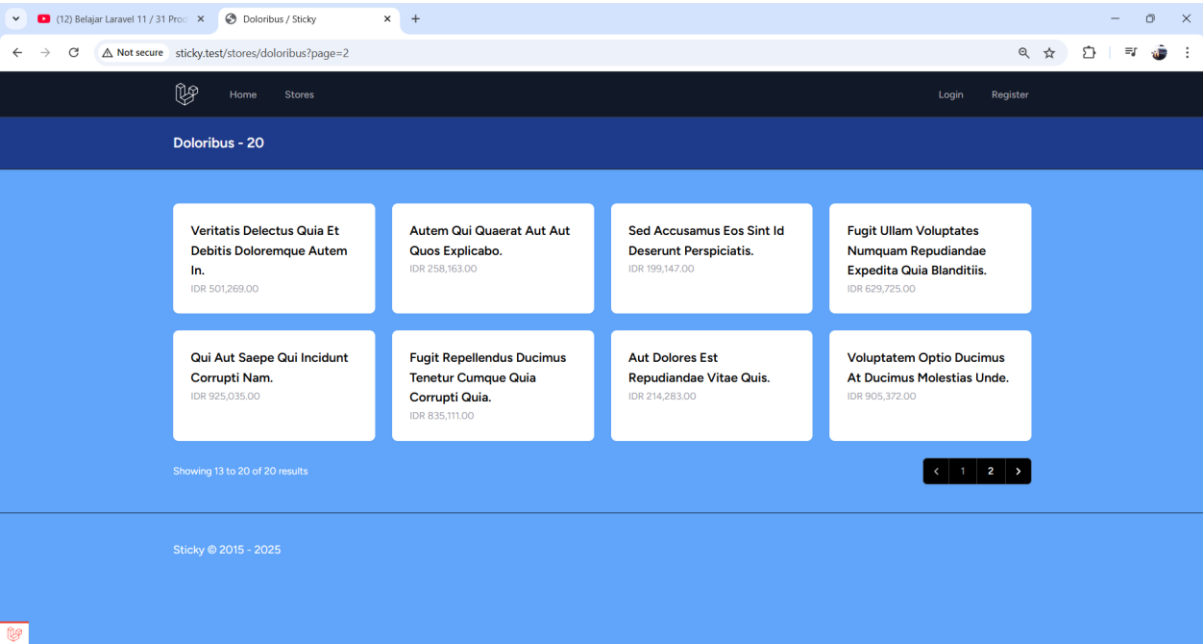 (12) Belajar Laravel 11 / 31 Pro
Doloribus / Sticky
Not secure
sticky.test/stores/doloribus?page=2
Home
Stores
Login
Register
Doloribus - 20
Veritatis Delectus Quia Et
Debitis Doloremque Autem
In.
IDR 501,269.00
Autem Qui Quaerat Aut Aut
Quos Explicabo.
IDR 258,163.00
Sed Accusamus Eos Sint Id
Deserunt Perspiciatis.
IDR 199,147.00
Fugit Ullam Voluptates
Numquam Repudiandae
Expedita Quia Blanditiis.
IDR 629,725.00
Qui Aut Saepe Qui Incidunt
Corrupti Nam.
IDR 925,035.00
Fugit Repellendus Ducimus
Tenetur Cumque Quia
Corrupti Quia.
IDR 835,111.00
Aut Dolores Est
Repudiandae Vitae Quis.
IDR 214,283.00
Voluptatem Optio Ducimus
At Ducimus Molestias Unde.
IDR 905,372.00
Showing 13 to 20 of 20 results
1
2
Sticky © 2015 - 2025